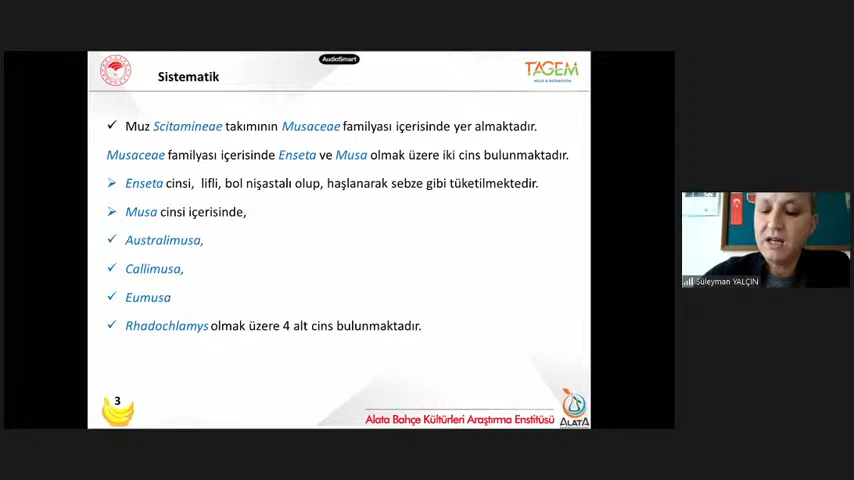 AudioSmart
Sistematik
TAGEM
✓ Muz Scitamineae takımının Musaceae familyası içerisinde yer almaktadır.
Musaceae familyası içerisinde Enseta ve Musa olmak üzere iki cins bulunmaktadır.
➢ Enseta cinsi, lifli, bol nişastalı olup, haşlanarak sebze gibi tüketilmektedir.
➢ Musa cinsi içerisinde,
✓ Australimusa,
✓ Callimusa,
✓ Eumusa
✓ Rhadochlamys olmak üzere 4 alt cins bulunmaktadır.
Süleyman YALÇIN
3
Alata Bahçe Kültürleri Araştırma Enstitüsü
ALATA